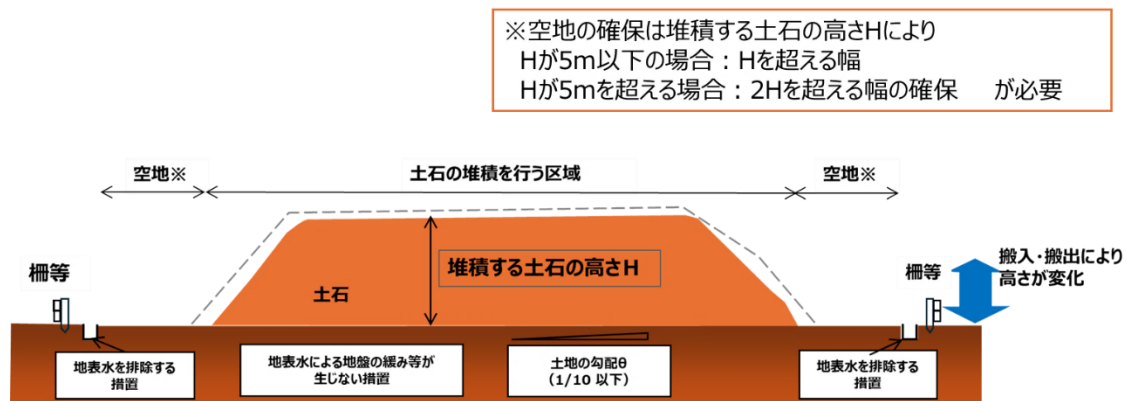 ※空地の確保は堆積する土石の高さHにより
Hが5m以下の場合：Hを超える幅
Hが5mを超える場合：2Hを超える幅の確保　が必要
空地※
土石の堆積を行う区域
空地※
堆積する土石の高さH
土石
柵等
柵等
搬入・搬出により
高さが変化
地表水を排除する
措置
地表水による地盤の緩み等が
生じない措置
土地の勾配θ
（1/10 以下）
地表水を排除する
措置